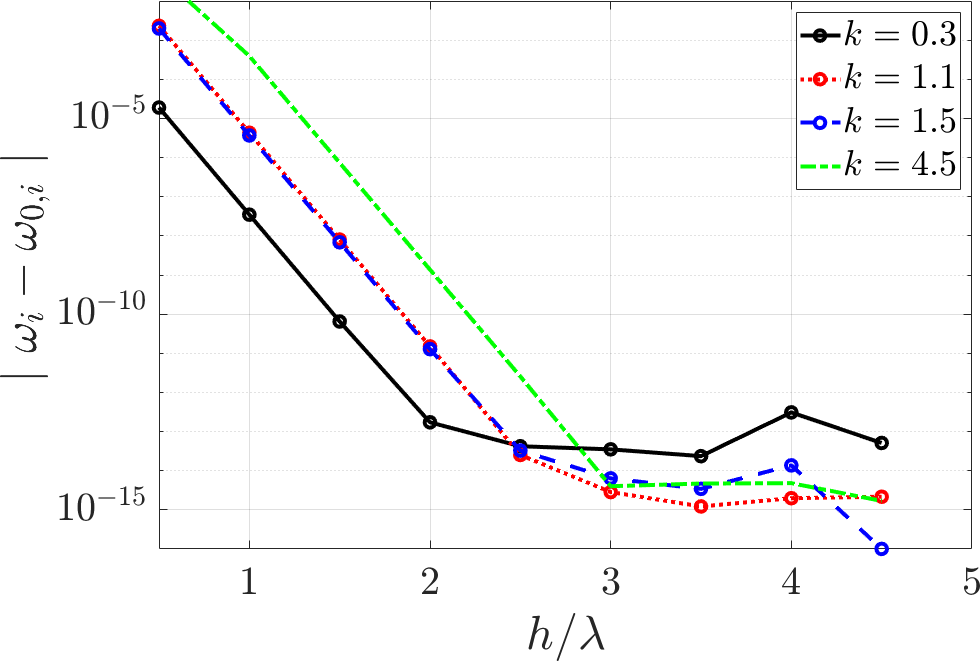 k = 0.3
k = 1.1
k = 1.5
k = 4.5
| ω_i − ω_{0,i} |
10^{-5}
10^{-10}
10^{-15}
1 2 3 4 5
h/λ